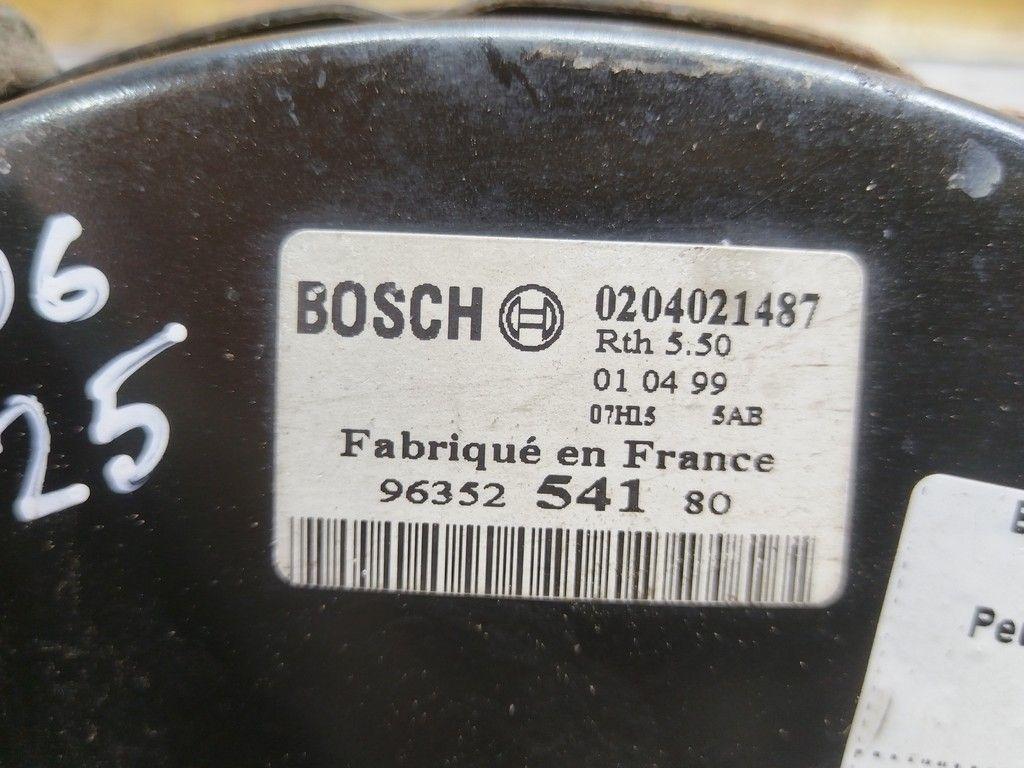 BOSCH 0204021487
Rth 5.50
01 04 99
07H15 5AB
Fabriqué en France
96352 541 80
06
25